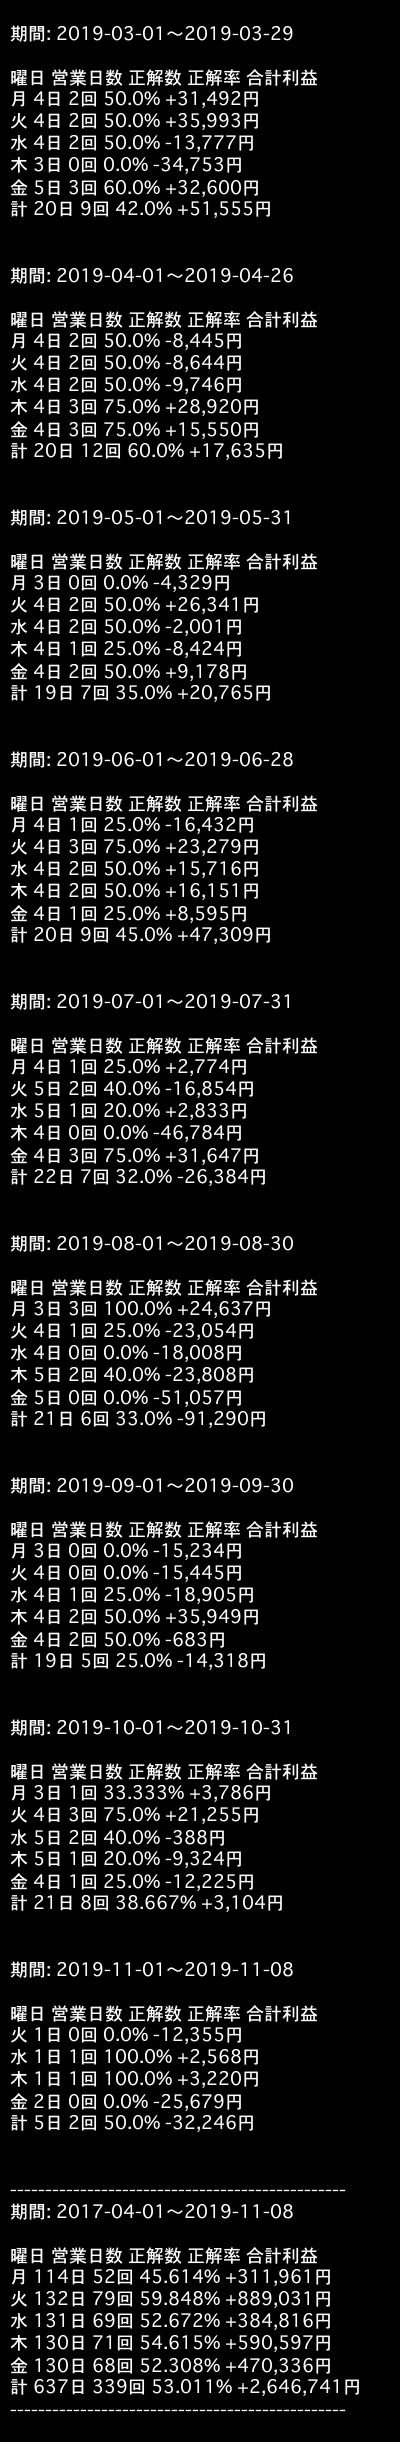 期間: 2019-03-01〜2019-03-29
曜日 営業日数 正解数 正解率 合計利益
月 4日 2回 50.0% +31,492円
火 4日 2回 50.0% +35,993円
水 4日 2回 50.0% -13,777円
木 3日 0回 0.0% -34,753円
金 5日 3回 60.0% +32,600円
計 20日 9回 42.0% +51,555円
期間: 2019-04-01〜2019-04-26
曜日 営業日数 正解数 正解率 合計利益
月 4日 2回 50.0% -8,445円
火 4日 2回 50.0% -8,644円
水 4日 2回 50.0% -9,746円
木 4日 3回 75.0% +28,920円
金 4日 3回 75.0% +15,550円
計 20日 12回 60.0% +17,635円
期間: 2019-05-01〜2019-05-31
曜日 営業日数 正解数 正解率 合計利益
月 3日 0回 0.0% -4,329円
火 4日 2回 50.0% +26,341円
水 4日 2回 50.0% -2,001円
木 4日 1回 25.0% -8,424円
金 4日 2回 50.0% +9,178円
計 19日 7回 35.0% +20,765円
期間: 2019-06-01〜2019-06-28
曜日 営業日数 正解数 正解率 合計利益
月 4日 1回 25.0% -16,432円
火 4日 3回 75.0% +23,279円
水 4日 2回 50.0% +15,716円
木 4日 2回 50.0% +16,151円
金 4日 1回 25.0% +8,595円
計 20日 9回 45.0% +47,309円
期間: 2019-07-01〜2019-07-31
曜日 営業日数 正解数 正解率 合計利益
月 4日 1回 25.0% +2,774円
火 5日 2回 40.0% -16,854円
水 5日 1回 20.0% +2,833円
木 4日 0回 0.0% -46,784円
金 4日 3回 75.0% +31,647円
計 22日 7回 32.0% -26,384円
期間: 2019-08-01〜2019-08-30
曜日 営業日数 正解数 正解率 合計利益
月 3日 3回 100.0% +24,637円
火 4日 1回 25.0% -23,054円
水 4日 0回 0.0% -18,008円
木 5日 2回 40.0% -23,808円
金 5日 0回 0.0% -51,057円
計 21日 6回 33.0% -91,290円
期間: 2019-09-01〜2019-09-30
曜日 営業日数 正解数 正解率 合計利益
月 3日 0回 0.0% -15,234円
火 4日 0回 0.0% -15,445円
水 4日 1回 25.0% -18,905円
木 4日 2回 50.0% +35,949円
金 4日 2回 50.0% -683円
計 19日 5回 25.0% -14,318円
期間: 2019-10-01〜2019-10-31
曜日 営業日数 正解数 正解率 合計利益
月 3日 1回 33.333% +3,786円
火 4日 3回 75.0% +21,255円
水 5日 2回 40.0% -388円
木 5日 1回 20.0% -9,324円
金 4日 1回 25.0% -12,225円
計 21日 8回 38.667% +3,104円
期間: 2019-11-01〜2019-11-08
曜日 営業日数 正解数 正解率 合計利益
火 1日 0回 0.0% -12,355円
水 1日 1回 100.0% +2,568円
木 1日 1回 100.0% +3,220円
金 2日 0回 0.0% -25,679円
計 5日 2回 50.0% -32,246円
------------------------------------------------
期間: 2017-04-01〜2019-11-08
曜日 営業日数 正解数 正解率 合計利益
月 114日 52回 45.614% +311,961円
火 132日 79回 59.848% +889,031円
水 131日 69回 52.672% +384,816円
木 130日 71回 54.615% +590,597円
金 130日 68回 52.308% +470,336円
計 637日 339回 53.011% +2,646,741円
------------------------------------------------